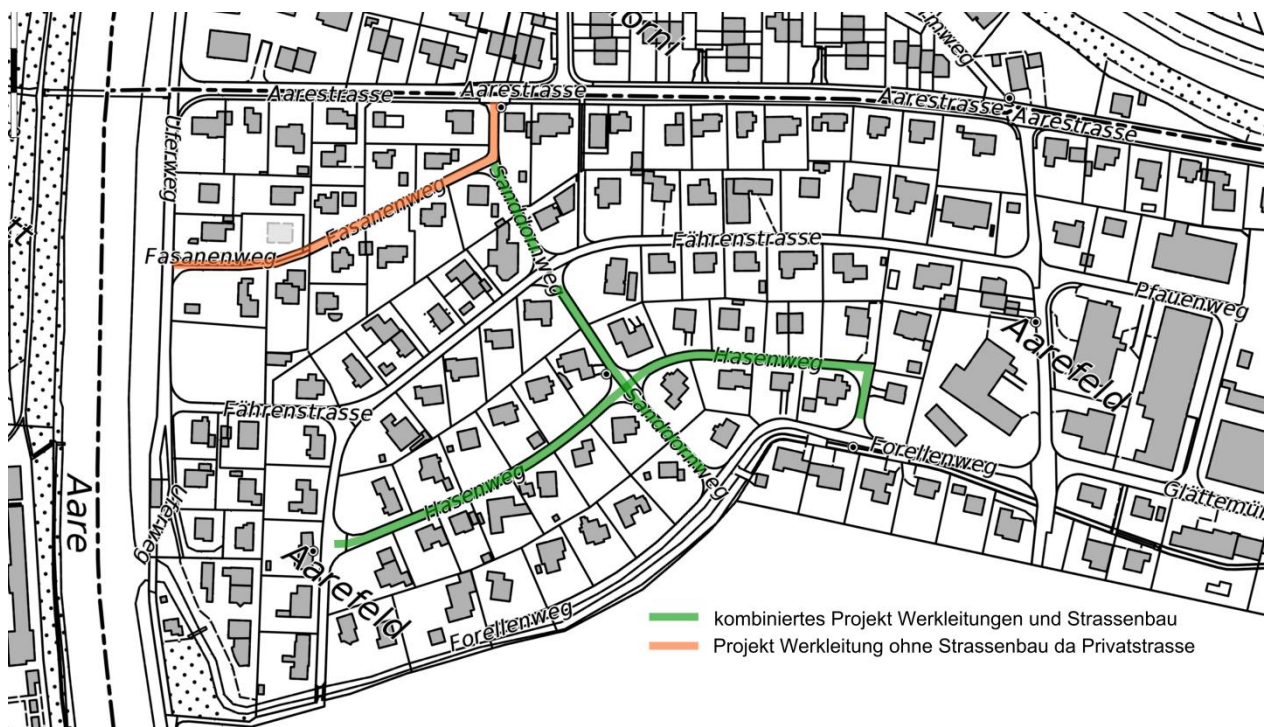 Aarestrasse
Aarestrasse
Aarestrasse
Aarestrasse
Uferweg
Sanddornweg
Fasanenweg
Fasanenweg
Fährenstrasse
Pfauenweg
Aarefeld
Hasenweg
Fährenstrasse
Sanddornweg
Forellenweg
Hasenweg
Aare
Uferweg
Aarefeld
Forellenweg
kombiniertes Projekt Werkleitungen und Strassenbau
Projekt Werkleitung ohne Strassenbau da Privatstrasse